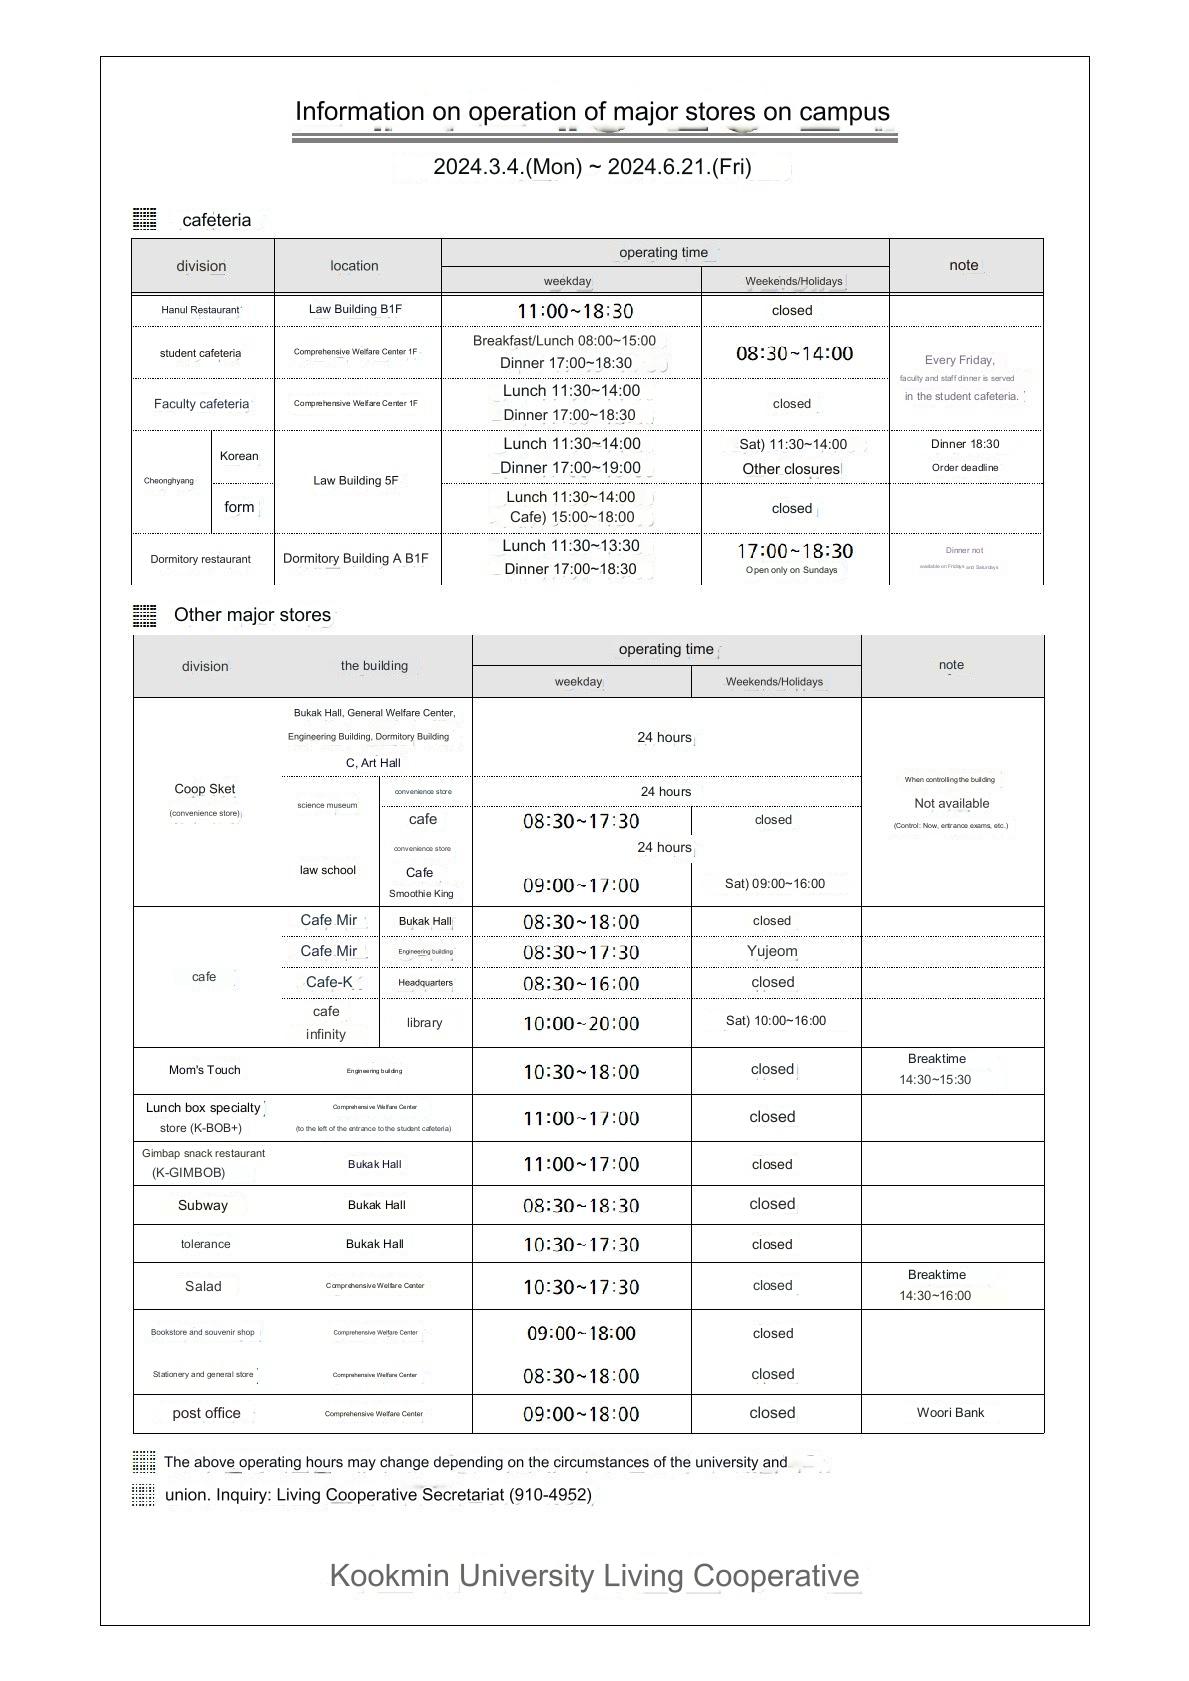 Information on operation of major stores on campus
2024.3.4.(Mon) ~ 2024.6.21.(Fri)
cafeteria
division location operating time note
weekday Weekends/Holidays
Hanul Restaurant Law Building B1F 11:00~18:30 closed
student cafeteria Comprehensive Welfare Center 1F Breakfast/Lunch 08:00~15:00 08:30~14:00
Dinner 17:00~18:30
Every Friday,
faculty and staff dinner is served
in the student cafeteria.
Faculty cafeteria Comprehensive Welfare Center 1F Lunch 11:30~14:00 closed
Dinner 17:00~18:30
Cheonghyang Korean Law Building 5F Lunch 11:30~14:00 Sat) 11:30~14:00 Dinner 18:30
Dinner 17:00~19:00 Other closures Order deadline
form Lunch 11:30~14:00 closed
Cafe) 15:00~18:00
Dormitory restaurant Dormitory Building A B1F Lunch 11:30~13:30 17:00~18:30 Dinner not
Dinner 17:00~18:30 Open only on Sundays available on Fridays and Saturdays
Other major stores
division the building operating time note
weekday Weekends/Holidays
Coop Sket
(convenience store)
Bukak Hall, General Welfare Center,
Engineering Building, Dormitory Building
C, Art Hall
24 hours
When controlling the building
Not available
(Control: Now, entrance exams, etc.)
science museum convenience store 24 hours
cafe 08:30~17:30 closed
law school convenience store 24 hours
Cafe
Smoothie King
09:00~17:00 Sat) 09:00~16:00
cafe Cafe Mir Bukak Hall 08:30~18:00 closed
Cafe Mir Engineering building 08:30~17:30 Yujeom
Cafe-K Headquarters 08:30~16:00 closed
cafe
infinity
library 10:00~20:00 Sat) 10:00~16:00
Mom's Touch Engineering building 10:30~18:00 closed Breaktime
14:30~15:30
Lunch box specialty Comprehensive Welfare Center 11:00~17:00 closed
store (K-BOB+) (to the left of the entrance to the student cafeteria)
Gimbap snack restaurant
(K-GIMBOB) Bukak Hall 11:00~17:00 closed
Subway Bukak Hall 08:30~18:30 closed
tolerance Bukak Hall 10:30~17:30 closed
Salad Comprehensive Welfare Center 10:30~17:30 closed Breaktime
14:30~16:00
Bookstore and souvenir shop Comprehensive Welfare Center 09:00~18:00 closed
Stationery and general store Comprehensive Welfare Center 08:30~18:00 closed
post office Comprehensive Welfare Center 09:00~18:00 closed Woori Bank
The above operating hours may change depending on the circumstances of the university and
union. Inquiry: Living Cooperative Secretariat (910-4952)
Kookmin University Living Cooperative